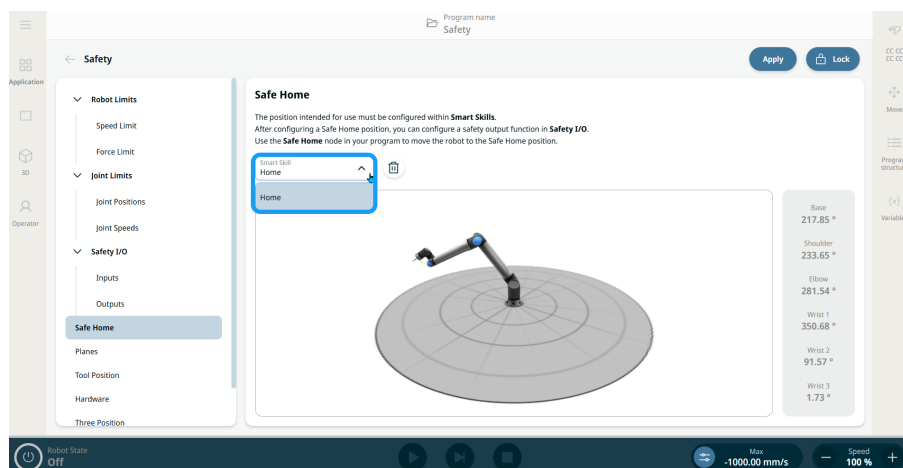 Program name
Safety
Safety
Apply
Lock
Application
3D
Operator
Robot Limits
Speed Limit
Force Limit
Joint Limits
Joint Positions
Joint Speeds
Safety I/O
Inputs
Outputs
Safe Home
Planes
Tool Position
Hardware
Three Position
Safe Home
The position intended for use must be configured within Smart Skills.
After configuring a Safe Home position, you can configure a safety output function in Safety I/O.
Use the Safe Home node in your program to move the robot to the Safe Home position.
Smart Skill
Home
Home
Base
217.85 °
Shoulder
233.65 °
Elbow
281.54 °
Wrist 1
350.68 °
Wrist 2
91.57 °
Wrist 3
1.73 °
CC CC
CC CC
Move
Program
structu
{x}
Variabl
Robot State
Off
Max
-1000.00 mm/s
Speed
100 %